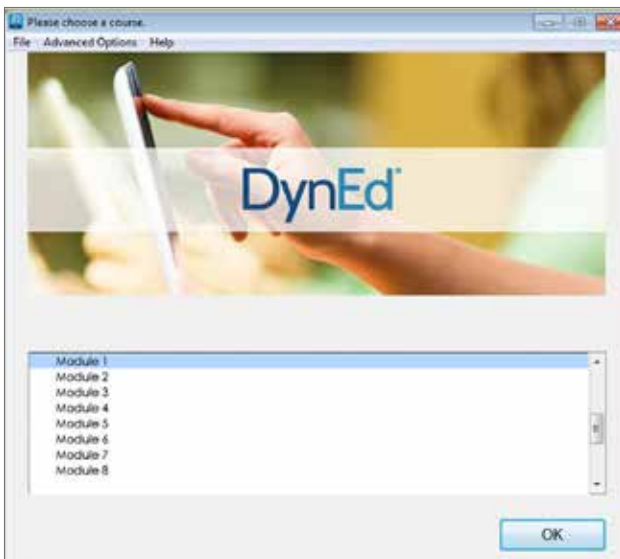 Please choose a course.
File Advanced Options Help
DynEd
Module 1
Module 2
Module 3
Module 4
Module 5
Module 6
Module 7
Module 8
OK